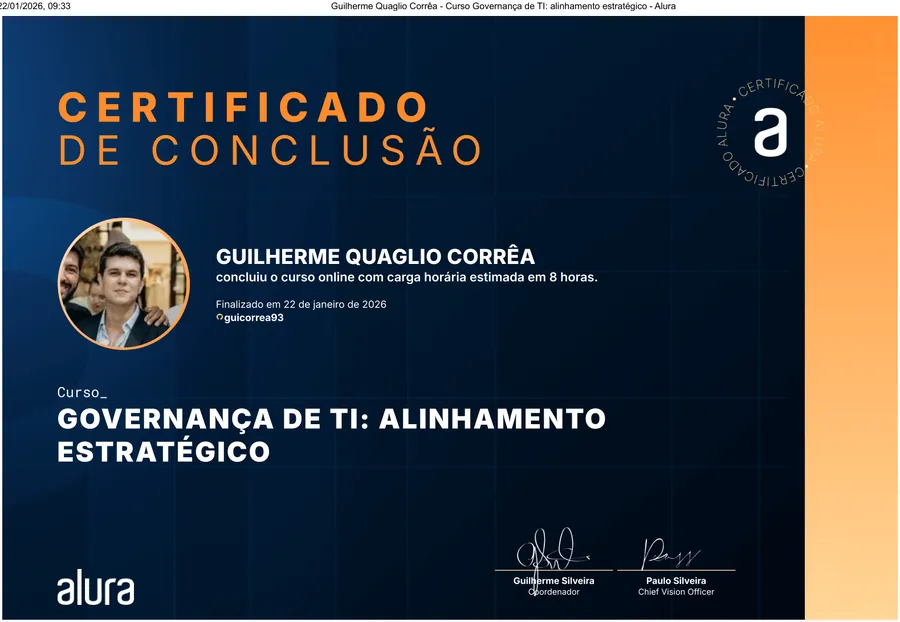 22/01/2026, 09:33
Guilherme Quaglio Corrêa - Curso Governança de TI: alinhamento estratégico - Alura
CERTIFICADO
DE CONCLUSÃO
CERTIFICADO ALURA • CERTIFICADO ALURA •
a
GUILHERME QUAGLIO CORRÊA
concluiu o curso online com carga horária estimada em 8 horas.
Finalizado em 22 de janeiro de 2026
guicorrea93
Curso_
GOVERNANÇA DE TI: ALINHAMENTO
ESTRATÉGICO
alura
Guilherme Silveira
Coordenador
Paulo Silveira
Chief Vision Officer